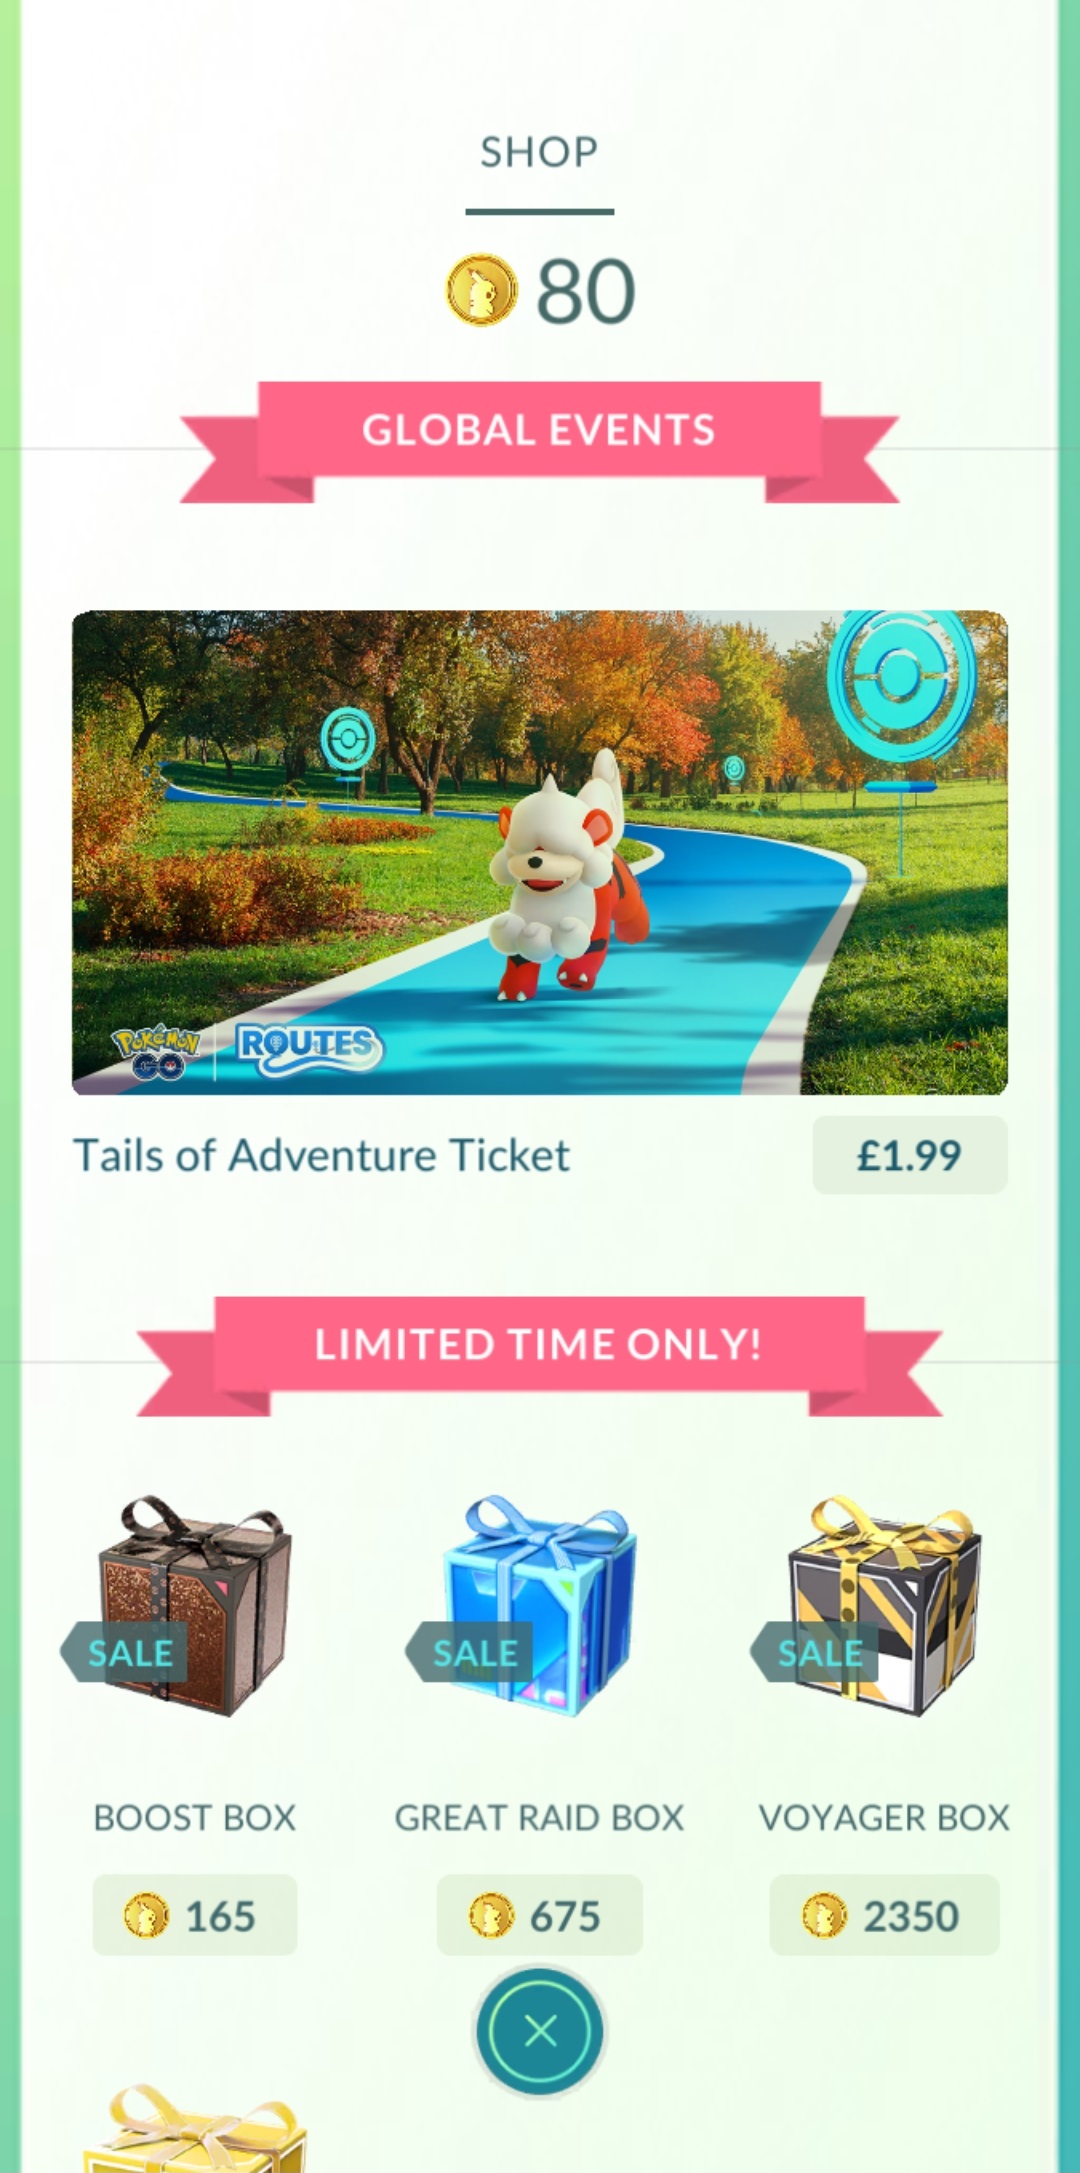 SHOP
80
GLOBAL EVENTS
POKÉMON GO
ROUTES
Tails of Adventure Ticket £1.99
LIMITED TIME ONLY!
SALE SALE SALE
BOOST BOX GREAT RAID BOX VOYAGER BOX
165 675 2350